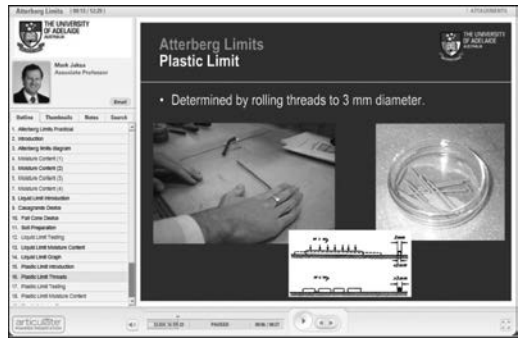 Atterberg Limits
ATTACHMENTS
THE UNIVERSITY
OF ADELAIDE
AUSTRALIA
Mark Jaksa
Associate Professor
Email
Outline Thumbnails Notes Search
1. Atterberg Limits Practical
2. Introduction
3. Atterberg limits diagram
4. Moisture Content (1)
5. Moisture Content (2)
6. Moisture Content (3)
7. Moisture Content (4)
8. Liquid Limit Introduction
9. Casagrande Device
10. Fall Cone Device
11. Soil Preparation
12. Liquid Limit Testing
13. Liquid Limit Moisture Content
14. Liquid Limit Graph
15. Plastic Limit Introduction
16. Plastic Limit Threads
17. Plastic Limit Testing
18. Plastic Limit Moisture Content
Atterberg Limits
Plastic Limit
THE UNIVERSITY
OF ADELAIDE
AUSTRALIA
• Determined by rolling threads to 3 mm diameter.
articulate
PAUSED